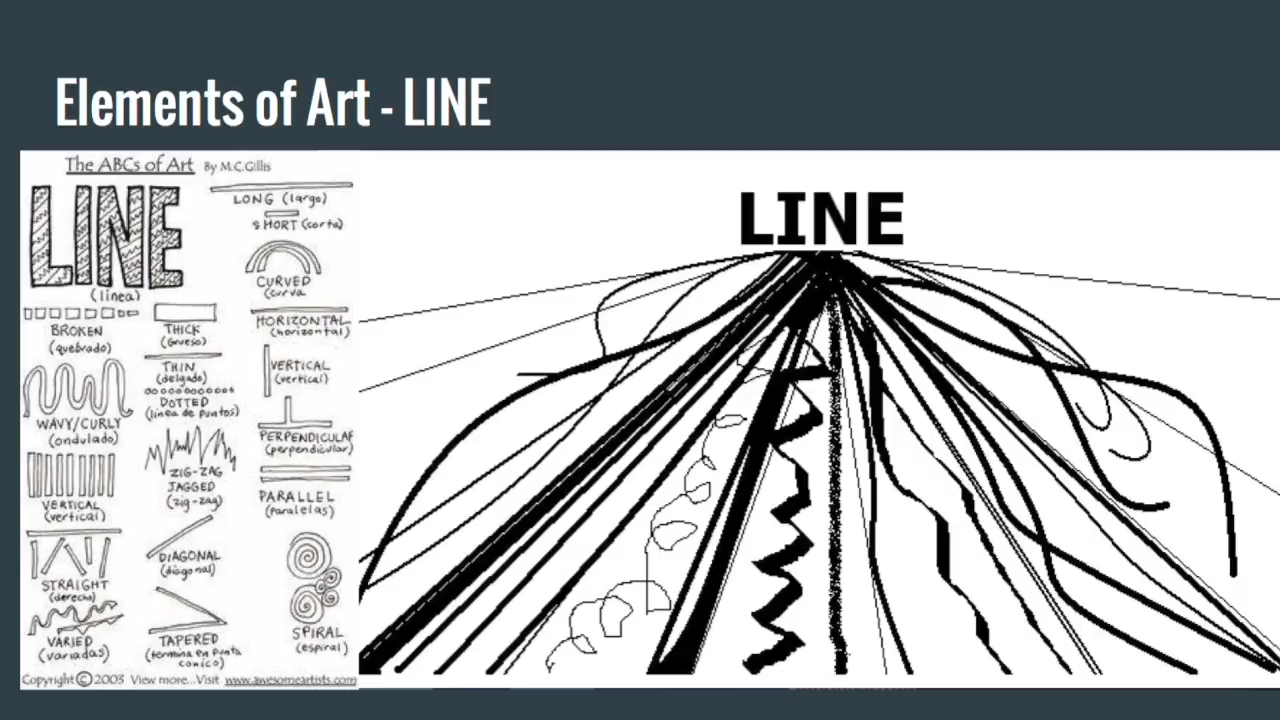 Elements of Art - LINE
The ABCs of Art By M.C.Gillis
LINE
(línea)
LONG (largo)
SHORT (corta)
CURVED
(curva
BROKEN
(quebrado)
THICK
(grueso)
HORIZONTAL
(horizontal)
THIN
(delgado)
VERTICAL
(vertical)
DOTTED
(línea de puntos)
WAVY/CURLY
(ondulado)
PERPENDICULAR
(perpendicular)
ZIG-ZAG
JAGGED
(zig-zag)
VERTICAL
(vertical)
PARALLEL
(paralelas)
STRAIGHT
(derecho)
DIAGONAL
(diagonal)
VARIED
(variadas)
TAPERED
(termina en punta
conico)
SPIRAL
(espiral)
Copyright © 2003 View more...Visit www.awesomeartists.com
LINE